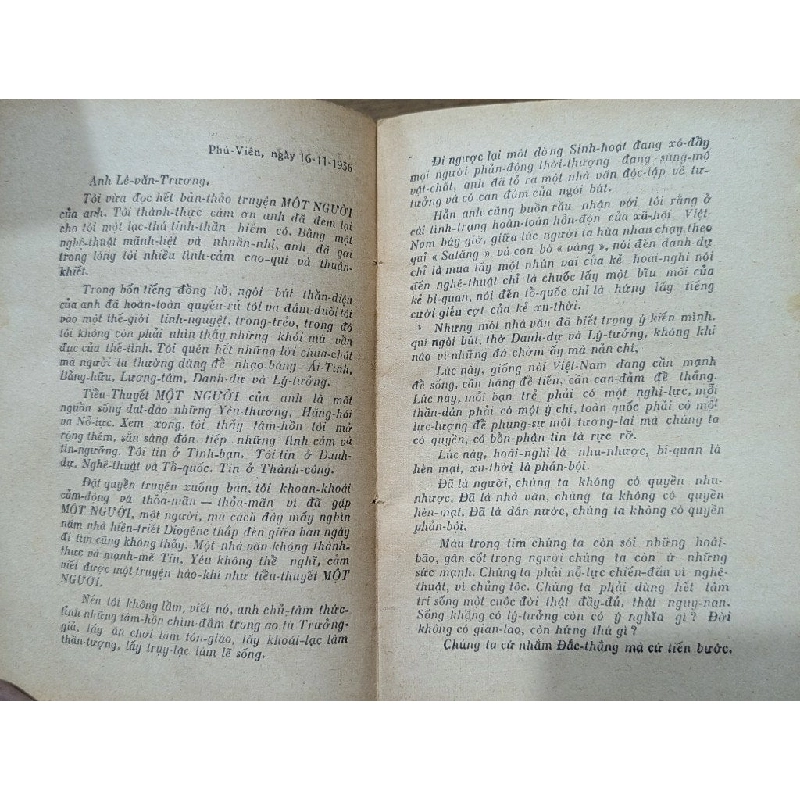 Phú-Viên, ngày 16-11-1936
Anh Lê-văn-Trương,
Tôi vừa đọc hết bản-thảo truyện MỘT NGƯỜI
của anh. Tôi thành-thực cám ơn anh đã đem lại
cho tôi một lạc-thú tinh-thần hiếm có. Bằng một
nghệ-thuật mãnh-liệt và nhuần-nhị, anh đã gợi
trong lòng tôi nhiều tình-cảm cao-quí và thuần-
khiết.
Trong bốn tiếng đồng hồ, ngòi bút thần-diệu
của anh đã hoàn-toàn quyến-rũ tôi và đắm-đuối tôi
vào một thế-giới tinh-nguyệt, trong-trẻo, trong đó
tôi không còn phải nhìn thấy những khối mờ vẩn
đục của thế-tình. Tôi quên hết những lời chua-chát
mà người ta thường dùng để nhạo-báng Ái-Tình,
Bằng-hữu, Lương-tâm, Danh-dự và Lý-tưởng.
Tiểu-Thuyết MỘT NGƯỜI của anh là một
nguồn sống dạt-dào những Yêu-thương, Hăng-hái
và Nỗ-lực. Xem xong, tôi thấy tâm-hồn tôi mở
rộng thêm, sẵn sàng đón tiếp những tình cảm và
tín-ngưỡng. Tôi tin ở Tình-bạn. Tôi tin ở Danh-
dự, Nghệ-thuật và Tổ-quốc. Tin ở Thành-công.
Đặt quyển truyện xuống bàn, tôi khoan-khoái
cảm-động và thỏa-mãn — thỏa-mãn vì đã gặp
MỘT NGƯỜI, một người, mà cách đây mấy nghìn
năm nhà hiền-triết Diogène thắp đèn giữa ban ngày
đi tìm cũng không thấy. Một nhà văn không thành-
thực và mạnh-mẽ Tin, Yêu không thể nghĩ, cảm
viết được một truyện hào-khí như tiểu-thuyết MỘT
NGƯỜI.
Nếu tôi không lầm, viết nó, anh chủ-tâm thức-
tỉnh những tâm-hồn chìm-đắm trong ao tù Trưởng-
giả, lấy ăn chơi làm tôn-giáo, lấy khoái-lạc làm
thần-tượng, lấy trụy-lạc làm lẽ sống.
Đi ngược lại một dòng Sinh-hoạt đang xô-đẩy
mọi người phản-động thời-thượng đang sùng-mộ
vật-chất, anh đã tỏ ra một nhà văn độc-lập về tư-
tưởng và có can đảm của ngòi bút.
Hẳn anh cũng buồn rầu nhận với tôi rằng ở
cái tình-trạng hoàn-toàn hỗn-độn của xã-hội Việt-
Nam bây giờ, giữa lúc người ta hùa nhau chạy theo
gái « Satăng » và con bò « vàng », nói đến danh dự
chỉ là mua lấy một nhún vai của kẻ hoài-nghi nói
đến nghệ-thuật chỉ là chuốc lấy một bĩu môi của
kẻ bi-quan, nói đến tổ-quốc chỉ là hứng lấy tiếng
cười giễu cợt của kẻ xu-thời.
Nhưng một nhà văn đã biết trọng ý kiến mình,
quí ngòi bút, thờ Danh-dự và Lý-tưởng, không khi
nào vì những cớ chởm ấy mà nản chí.
Lúc này, giống nòi Việt-Nam đang cần mạnh
để sống, cần hăng để tiến, cần can-đảm để thắng.
Lúc này, mỗi bạn trẻ phải có một nghị-lực, mỗi
thần-dân phải có một ý chí, toàn quốc phải có một
lực-lượng để phụng-sự mỗi tương-lai mà chúng ta
có quyền, có bổn-phận tin là rực rỡ.
Lúc này, hoài-nghi là nhu-nhược, bi-quan là
hèn mạt, xu-thời là phản-bội.
Đã là người, chúng ta không có quyền nhu-
nhược. Đã là nhà văn, chúng ta không có quyền
hèn-mạt. Đã là dân nước, chúng ta không có quyền
phản-bội.
Máu trong tim chúng ta còn sôi những hoài-
bão, gân cốt trong người chúng ta còn ứ những
sức mạnh. Chúng ta phải nỗ-lực chiến-đấu vì nghệ-
thuật, vì chủng-tộc. Chúng ta phải dùng hết tâm
trí sống một cuộc đời thật đầy-đủ, thật nguy-nan.
Sống không có lý-tưởng còn có ý nghĩa gì ? Đời
không có gian-lao, còn hứng thú gì ?
Chúng ta cứ nhằm Đắc-thắng mà cứ tiến bước.